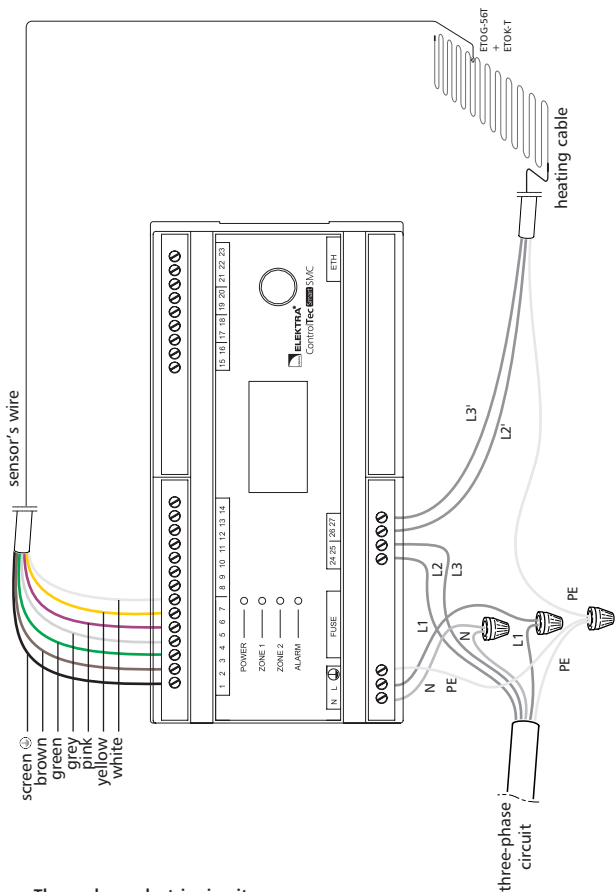 ETOG-56T
+
ETOK-T
heating cable
sensor's wire
screen
brown
green
grey
pink
yellow
white
1 2 3 4 5 6 7 8 9 10 11 12 13 14
15 16 17 18 19 20 21 22 23
POWER
ZONE 1
ZONE 2
ALARM
ELEKTRA®
ControlTec Smart SMC
ETH
N L
FUSE
24 25 26 27
L3'
L2'
L2
L3
L1
N
N
PE
L1
PE
PE
three-phase
circuit